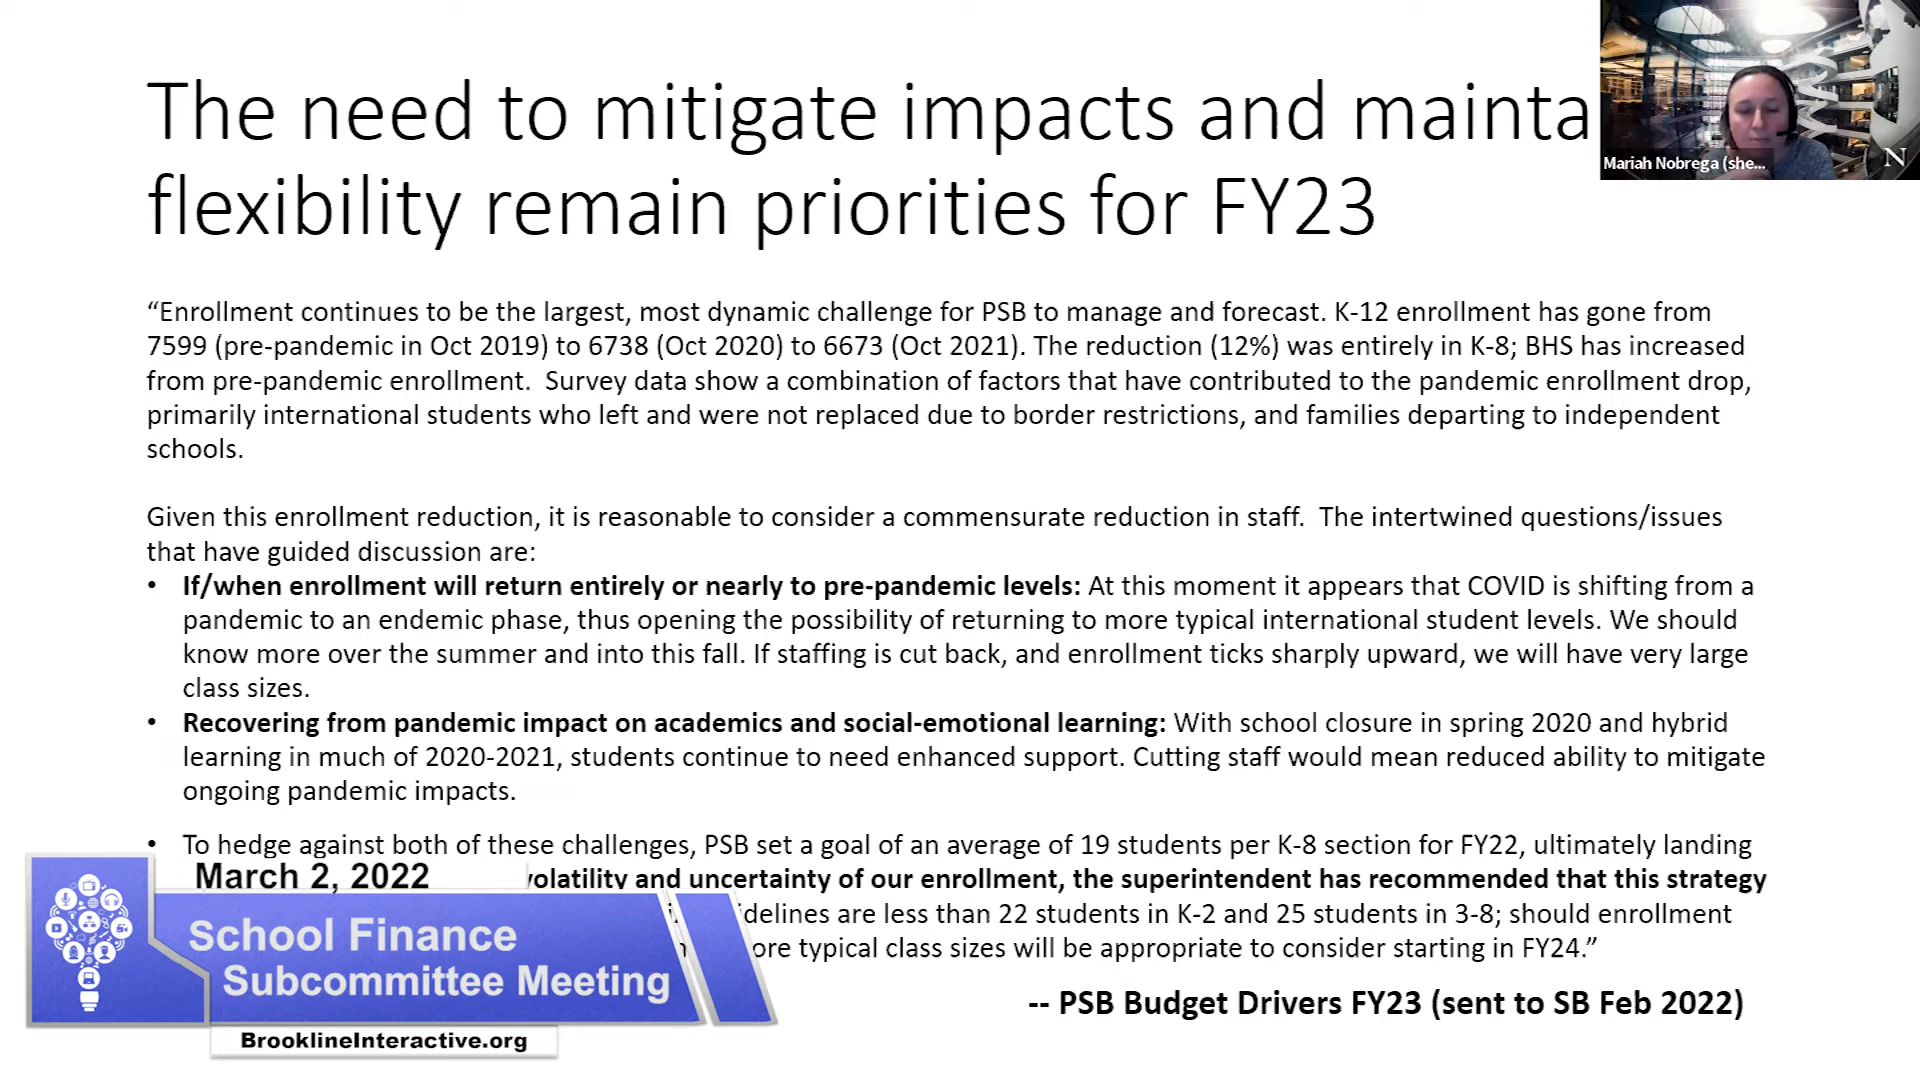 The need to mitigate impacts and mainta
flexibility remain priorities for FY23
Mariah Nobrega (she...
N
“Enrollment continues to be the largest, most dynamic challenge for PSB to manage and forecast. K-12 enrollment has gone from
7599 (pre-pandemic in Oct 2019) to 6738 (Oct 2020) to 6673 (Oct 2021). The reduction (12%) was entirely in K-8; BHS has increased
from pre-pandemic enrollment.  Survey data show a combination of factors that have contributed to the pandemic enrollment drop,
primarily international students who left and were not replaced due to border restrictions, and families departing to independent
schools.
Given this enrollment reduction, it is reasonable to consider a commensurate reduction in staff.  The intertwined questions/issues
that have guided discussion are:
• If/when enrollment will return entirely or nearly to pre-pandemic levels: At this moment it appears that COVID is shifting from a
pandemic to an endemic phase, thus opening the possibility of returning to more typical international student levels. We should
know more over the summer and into this fall. If staffing is cut back, and enrollment ticks sharply upward, we will have very large
class sizes.
• Recovering from pandemic impact on academics and social-emotional learning: With school closure in spring 2020 and hybrid
learning in much of 2020-2021, students continue to need enhanced support. Cutting staff would mean reduced ability to mitigate
ongoing pandemic impacts.
• To hedge against both of these challenges, PSB set a goal of an average of 19 students per K-8 section for FY22, ultimately landing
volatility and uncertainty of our enrollment, the superintendent has recommended that this strategy
are less than 22 students in K-2 and 25 students in 3-8; should enrollment
typical class sizes will be appropriate to consider starting in FY24.”
-- PSB Budget Drivers FY23 (sent to SB Feb 2022)
March 2, 2022
School Finance
Subcommittee Meeting
BrooklineInteractive.org